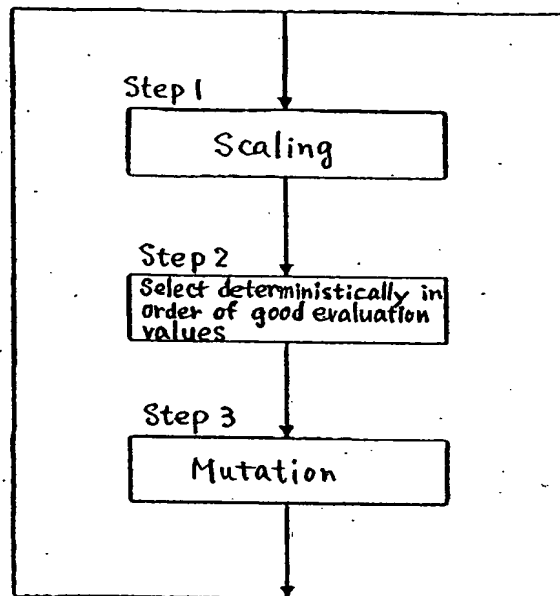 Step 1
Scaling
Step 2
Select deterministically in
order of good evaluation
values
Step 3
Mutation